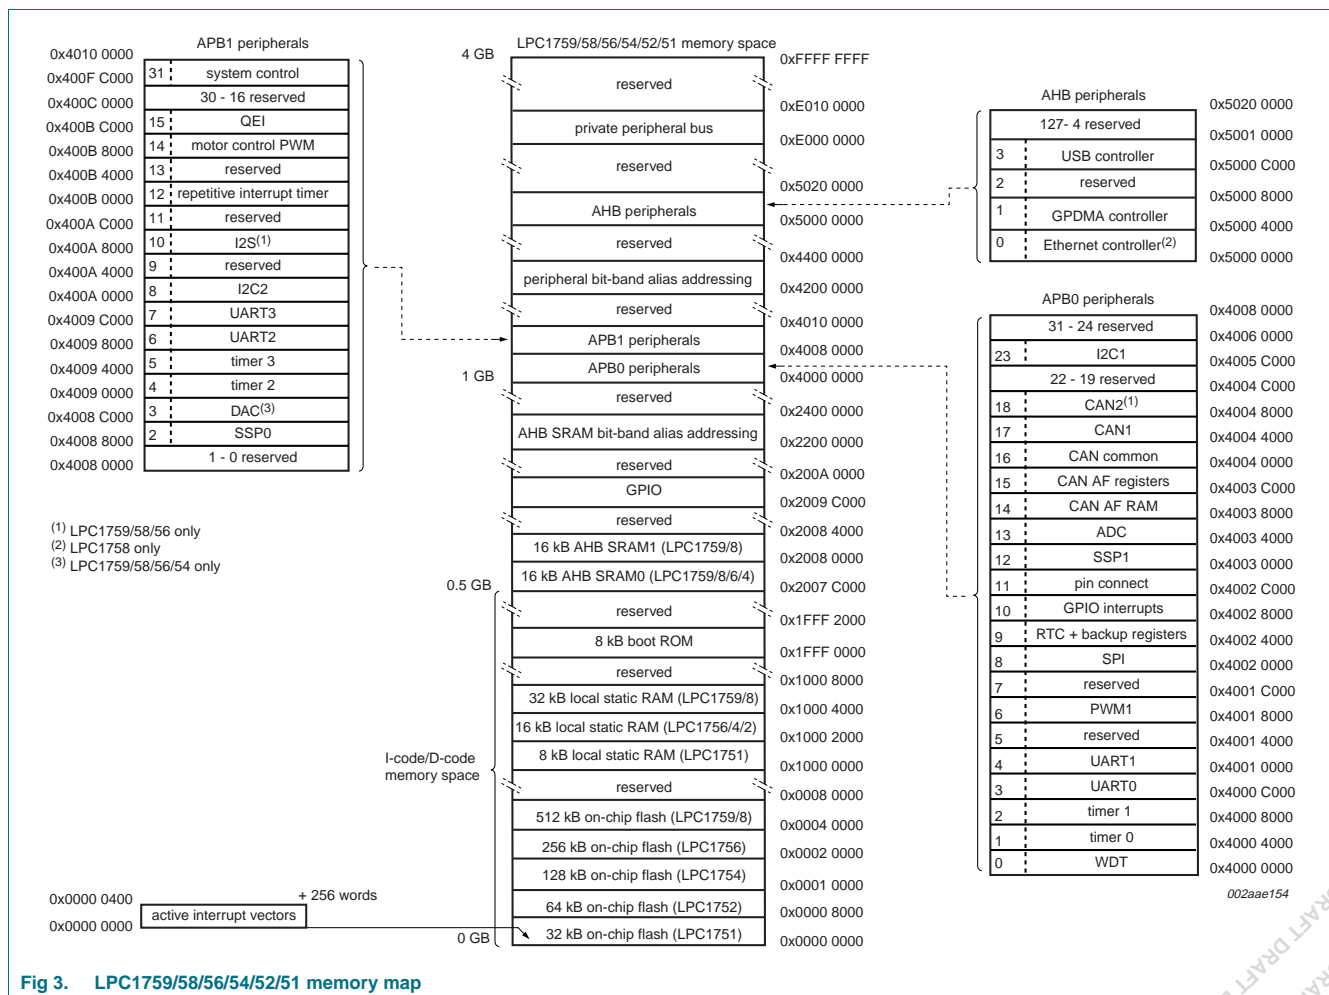 APB1 peripherals
0x4010 0000
0x400F C000
31 system control
30 - 16 reserved
0x400C 0000
15 QEI
0x400B C000
14 motor control PWM
0x400B 8000
13 reserved
0x400B 4000
12 repetitive interrupt timer
0x400B 0000
11 reserved
0x400A C000
10 I2S(1)
0x400A 8000
9 reserved
0x400A 4000
8 I2C2
0x400A 0000
7 UART3
0x4009 C000
6 UART2
0x4009 8000
5 timer 3
0x4009 4000
4 timer 2
0x4009 0000
3 DAC(3)
0x4008 C000
2 SSP0
0x4008 8000
1 - 0 reserved
0x4008 0000
(1) LPC1759/58/56 only
(2) LPC1758 only
(3) LPC1759/58/56/54 only
0x0000 0400
+ 256 words
active interrupt vectors
0x0000 0000
LPC1759/58/56/54/52/51 memory space
4 GB
0xFFFF FFFF
reserved
0xE010 0000
private peripheral bus
0xE000 0000
reserved
0x5020 0000
AHB peripherals
0x5000 0000
reserved
0x4400 0000
peripheral bit-band alias addressing
0x4200 0000
reserved
0x4010 0000
APB1 peripherals
0x4008 0000
APB0 peripherals
1 GB
0x4000 0000
reserved
0x2400 0000
AHB SRAM bit-band alias addressing
0x2200 0000
reserved
0x200A 0000
GPIO
0x2009 C000
reserved
0x2008 4000
16 kB AHB SRAM1 (LPC1759/8)
0x2008 0000
16 kB AHB SRAM0 (LPC1759/8/6/4)
0.5 GB
0x2007 C000
reserved
0x1FFF 2000
8 kB boot ROM
0x1FFF 0000
reserved
0x1000 8000
32 kB local static RAM (LPC1759/8)
0x1000 4000
16 kB local static RAM (LPC1756/4/2)
0x1000 2000
8 kB local static RAM (LPC1751)
0x1000 0000
I-code/D-code
memory space
reserved
0x0008 0000
512 kB on-chip flash (LPC1759/8)
0x0004 0000
256 kB on-chip flash (LPC1756)
0x0002 0000
128 kB on-chip flash (LPC1754)
0x0001 0000
64 kB on-chip flash (LPC1752)
0x0000 8000
32 kB on-chip flash (LPC1751)
0 GB
0x0000 0000
AHB peripherals
0x5020 0000
127- 4 reserved
0x5001 0000
3 USB controller
0x5000 C000
2 reserved
0x5000 8000
1 GPDMA controller
0x5000 4000
0 Ethernet controller(2)
0x5000 0000
APB0 peripherals
0x4008 0000
31 - 24 reserved
0x4006 0000
23 I2C1
0x4005 C000
22 - 19 reserved
0x4004 C000
18 CAN2(1)
0x4004 8000
17 CAN1
0x4004 4000
16 CAN common
0x4004 0000
15 CAN AF registers
0x4003 C000
14 CAN AF RAM
0x4003 8000
13 ADC
0x4003 4000
12 SSP1
0x4003 0000
11 pin connect
0x4002 C000
10 GPIO interrupts
0x4002 8000
9 RTC + backup registers
0x4002 4000
8 SPI
0x4002 0000
7 reserved
0x4001 C000
6 PWM1
0x4001 8000
5 reserved
0x4001 4000
4 UART1
0x4001 0000
3 UART0
0x4000 C000
2 timer 1
0x4000 8000
1 timer 0
0x4000 4000
0 WDT
0x4000 0000
002aae154
DRAFT DRAFT
Fig 3. LPC1759/58/56/54/52/51 memory map